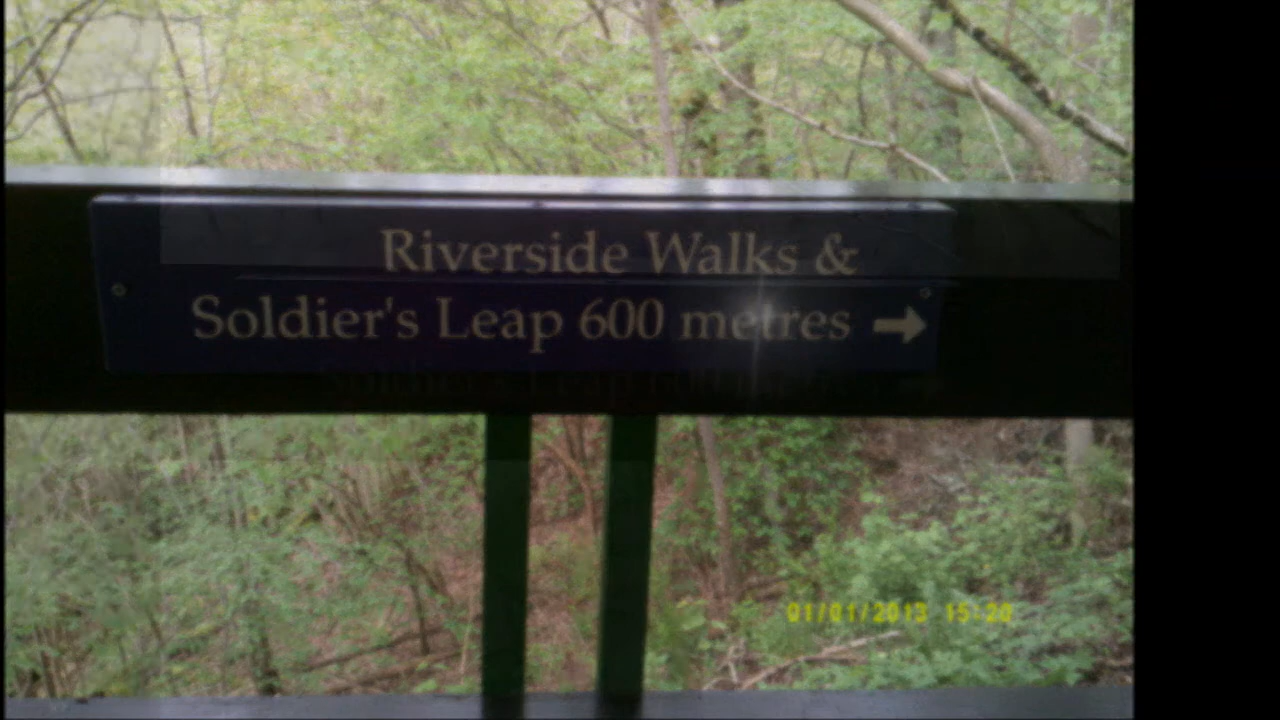 Riverside Walks &
Soldier's Leap 600 metres →
01/01/2013 15:20